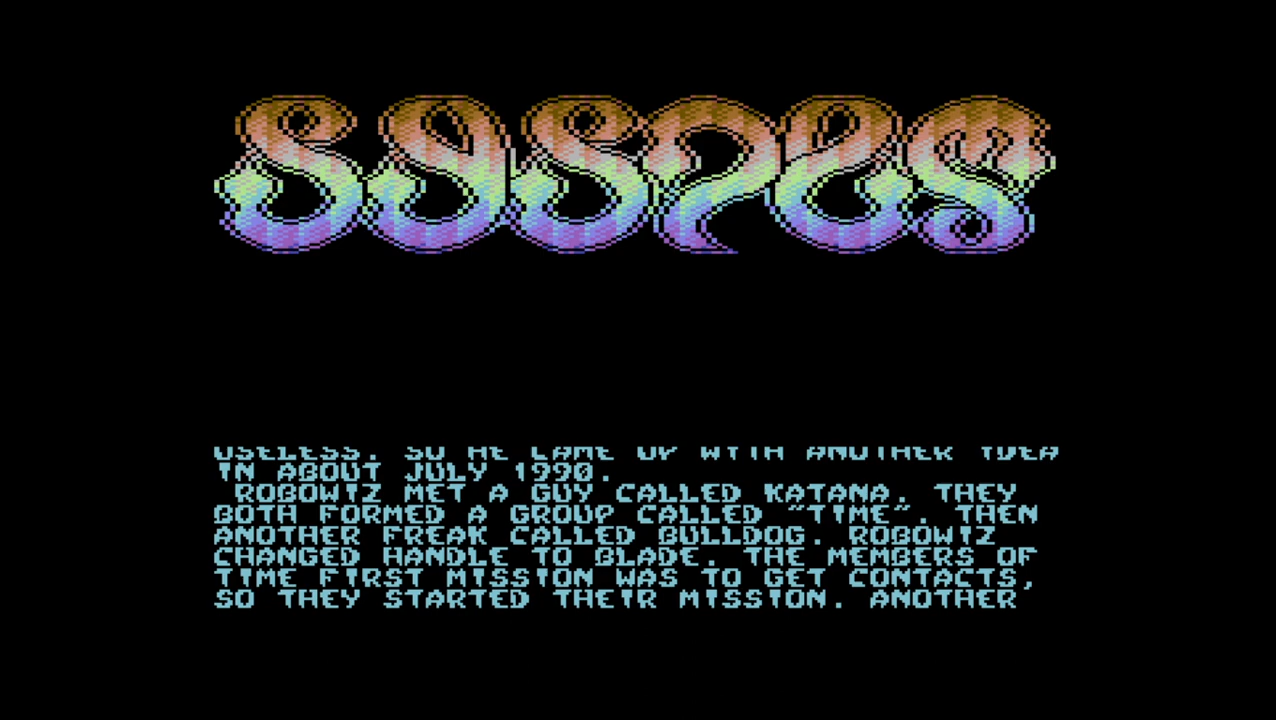 SYSPEG
USELESS. SO HE CAME UP WITH ANOTHER IDEA
IN ABOUT JULY 1990.
ROBOWIZ MET A GUY CALLED KATANA. THEY
BOTH FORMED A GROUP CALLED "TIME". THEN
ANOTHER FREAK CALLED BULLDOG. ROBOWIZ
CHANGED HANDLE TO BLADE. THE MEMBERS OF
TIME FIRST MISSION WAS TO GET CONTACTS,
SO THEY STARTED THEIR MISSION. ANOTHER